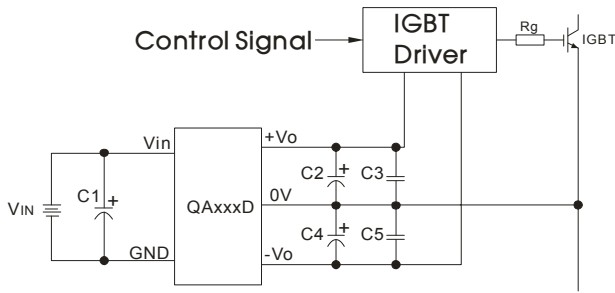 Control Signal
IGBT
Driver
Rg
IGBT
Vin
+Vo
C1
+
C2
+
C3
VIN
QAxxxD
0V
C4
+
C5
GND
-Vo